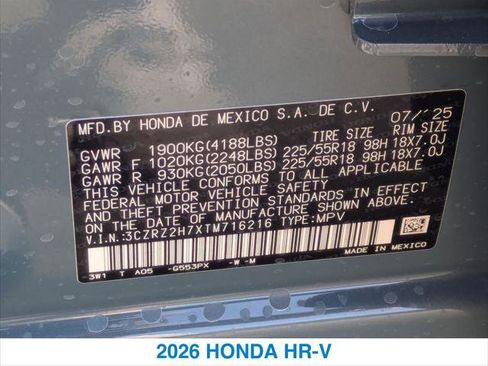 MFD. BY HONDA DE MEXICO S.A. DE C.V. 07/'25
TIRE SIZE RIM SIZE
GVWR 1900KG(4188LBS)
GAWR F 1020KG(2248LBS) 225/55R18 98H 18X7.0J
GAWR R 930KG(2050LBS) 225/55R18 98H 18X7.0J
THIS VEHICLE CONFORMS TO ALL APPLICABLE
FEDERAL MOTOR VEHICLE SAFETY, BUMPER,
AND THEFT PREVENTION STANDARDS IN EFFECT
ON THE DATE OF MANUFACTURE SHOWN ABOVE.
V.I.N.:3CZRZ2H7XTM716216 TYPE:MPV
3W1 T A05 -G553PX -W -M
MADE IN MEXICO
2026 HONDA HR-V